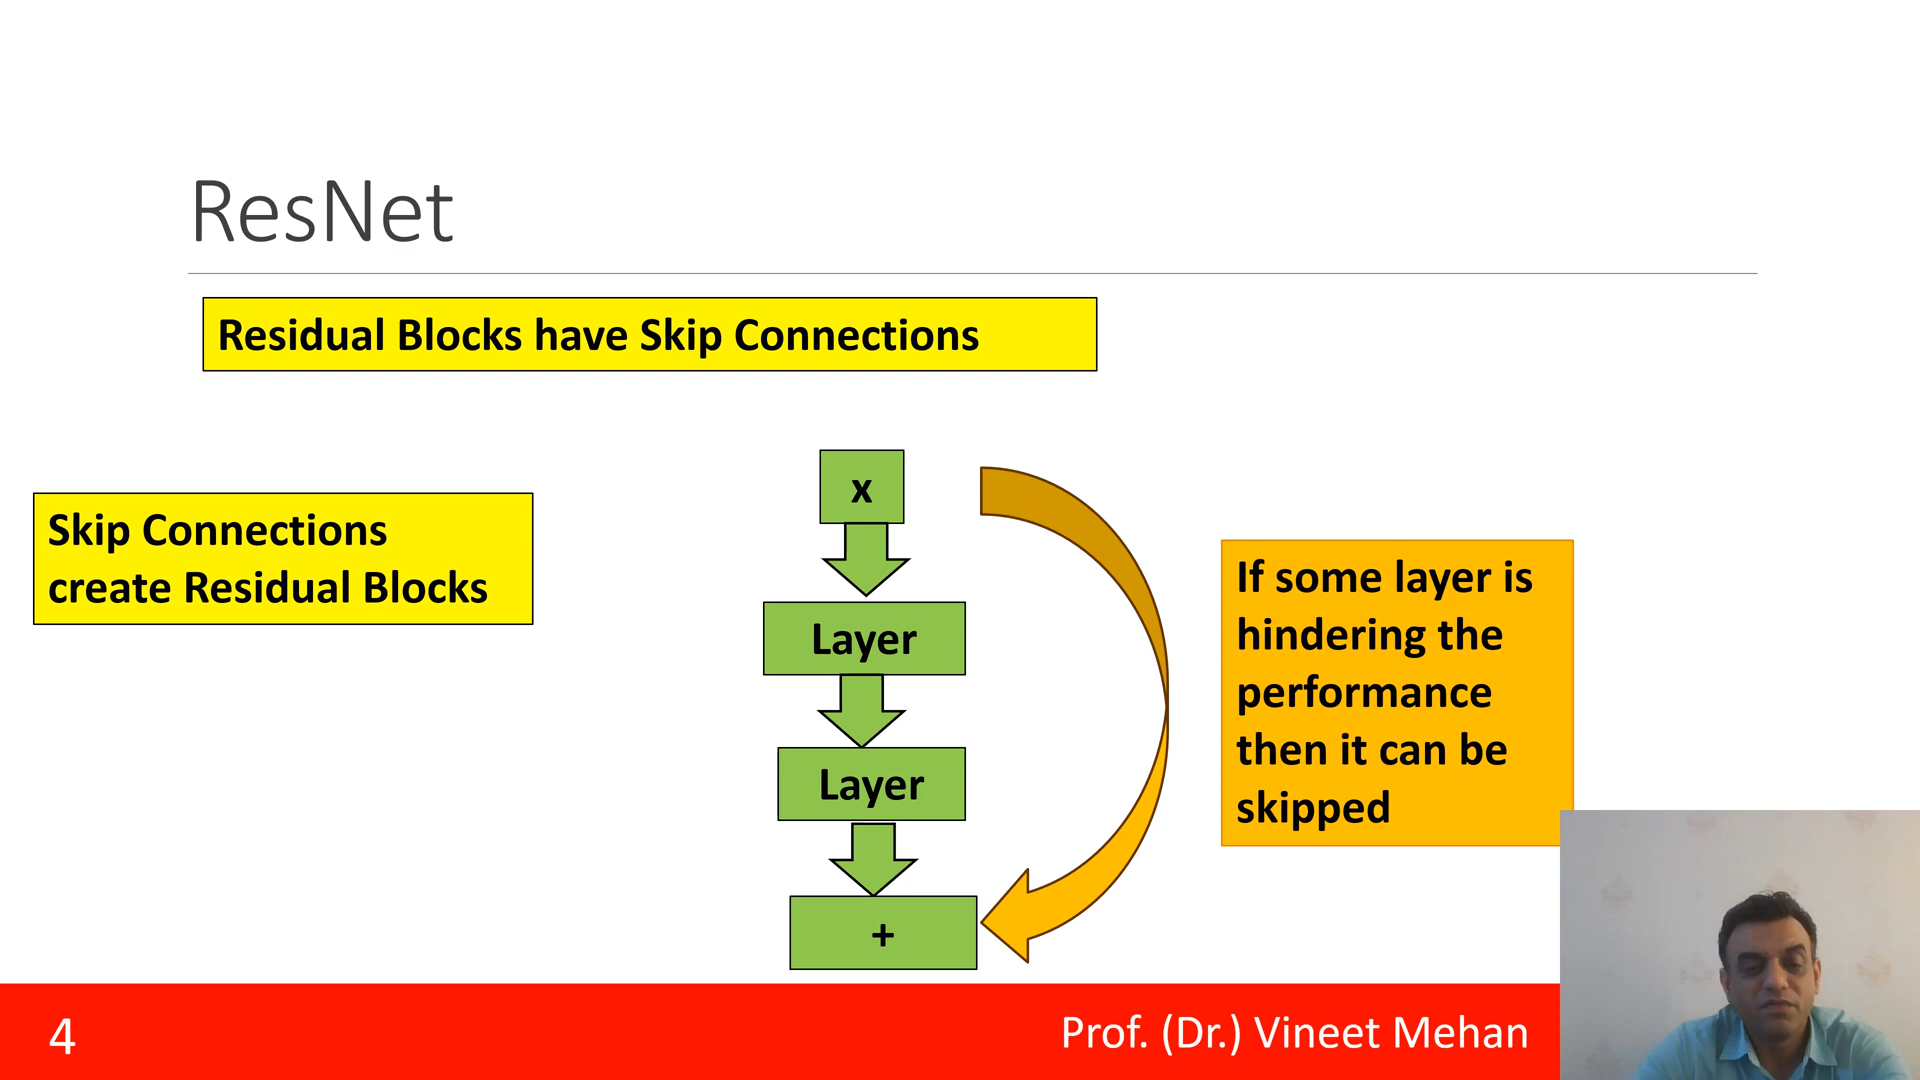 ResNet
Residual Blocks have Skip Connections
Skip Connections
create Residual Blocks
x
Layer
Layer
+
If some layer is
hindering the
performance
then it can be
skipped
4
Prof. (Dr.) Vineet Mehan